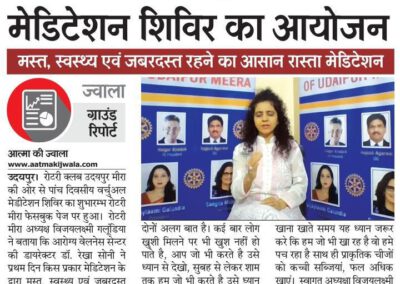 मेडिटेशन शिविर का आयोजन
मस्त, स्वस्थ्य एवं जबरदस्त रहने का आसान रास्ता मेडिटेशन
ज्वाला
ग्राउंड
रिपोर्ट
आत्मा की ज्वाला
www.aatmakijwala.com
उदयपुर। रोटरी क्लब उदयपुर मीरा
की ओर से पांच दिवसीय वर्चुअल
मेडीटेशन शिविर का शुभारम्भ रोटरी
मीरा फेसबुक पेज पर हुआ। रोटरी
मीरा अध्यक्ष विजयलक्ष्मी गलूंडिया
ने बताया कि आरोग्य वेलनेस सेन्टर
की डायरेक्टर डॉ. रेखा सोनी ने
प्रथम दिन किस प्रकार मेडिटेशन के
द्वारा मस्त, स्वस्थ्य एवं जबरदस्त
UDAIPUR MEERA
OF UDAIPUR ME
दोनों अलग बात है। कई बार लोग
खुशी मिलने पर भी खुश नहीं हो
पाते है, आप जो भी करते है उसे
ध्यान से देखो, सुबह से लेकर शाम
तक हम जो भी करते है उसे ध्यान
खाना खाते समय यह ध्यान जरूर
करे कि हम जो भी खा रह है वो हमे
पच रहा है साथ ही प्राकृतिक चीजों
को कच्ची सब्जियां, फल अधिक
खाएं। स्वागत अध्यक्षा विजयलक्ष्मी